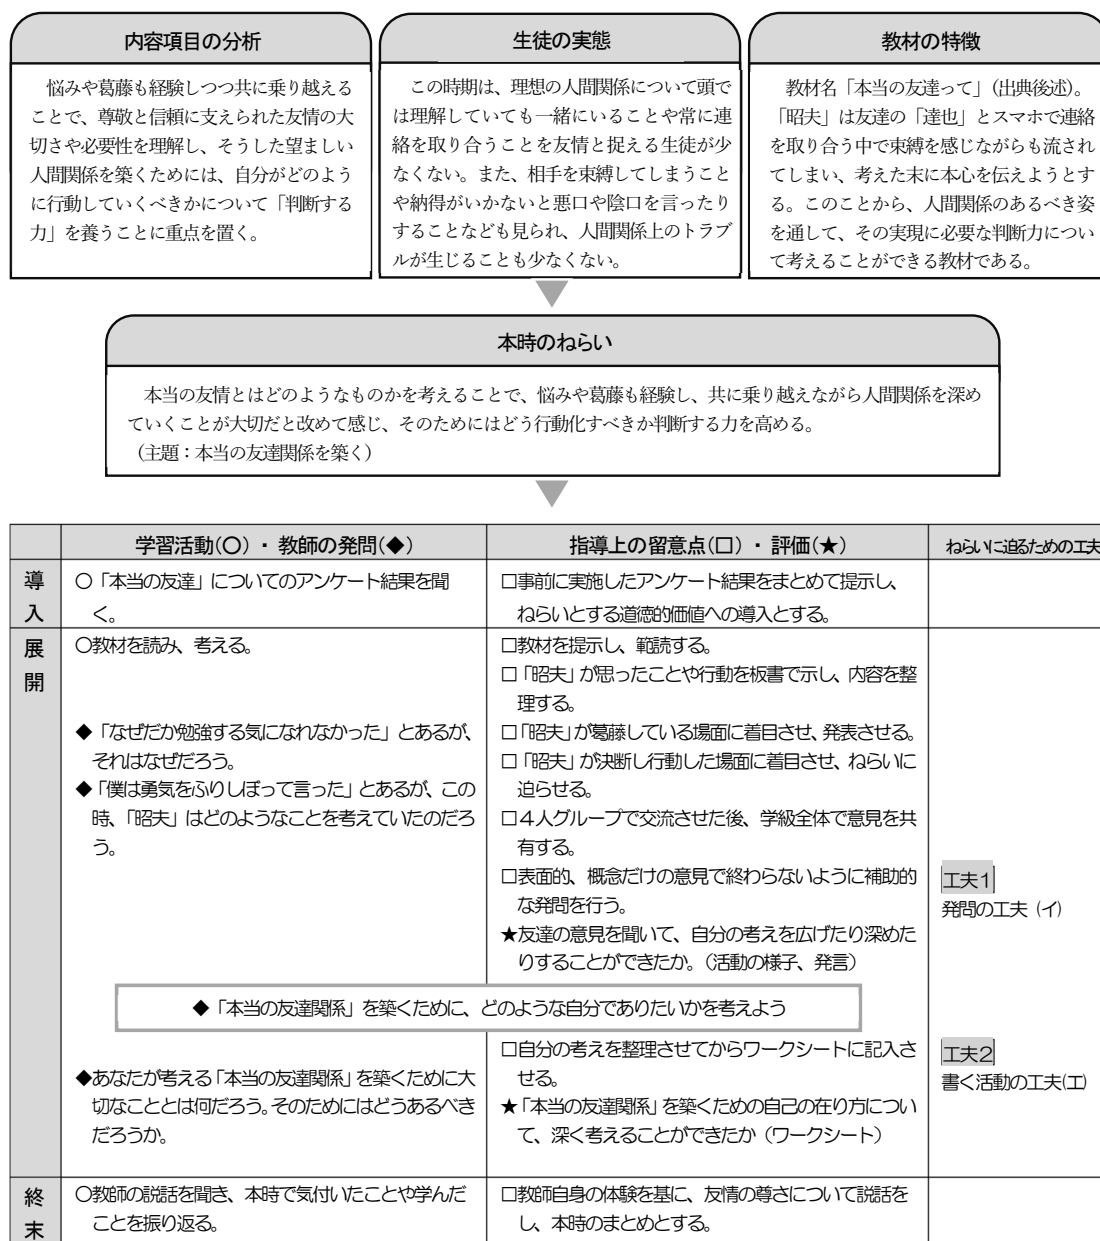 内容項目の分析
悩みや葛藤も経験しつつ共に乗り越える
ことで、尊敬と信頼に支えられた友情の大
切さや必要性を理解し、そうした望ましい
人間関係を築くためには、自分がどのよう
に行動していくべきかについて「判断する
力」を養うことに重点を置く。
生徒の実態
この時期は、理想の人間関係について頭で
は理解していても一緒にいることや常に連
絡を取り合うことを友情と捉える生徒が少
なくない。また、相手を束縛してしまうこと
や納得がいかないと悪口や陰口を言ったり
することなども見られ、人間関係上のトラブ
ルが生じることも少なくない。
教材の特徴
教材名「本当の友達って」(出典後述)。
「昭夫」は友達の「達也」とスマホで連絡
を取り合う中で束縛を感じながらも流され
てしまい、考えた末に本心を伝えようとす
る。このことから、人間関係のあるべき姿
を通して、その実現に必要な判断力につい
て考えることができる教材である。
本時のねらい
本当の友情とはどのようなものかを考えることで、悩みや葛藤も経験し、共に乗り越えながら人間関係を深め
ていくことが大切だと改めて感じ、そのためにはどう行動化すべきか判断する力を高める。
（主題：本当の友達関係を築く）
学習活動(〇)・教師の発問(◆)
指導上の留意点(□)・評価(★)
ねらいに迫るための工夫
導入
〇「本当の友達」についてのアンケート結果を聞
く。
□事前に実施したアンケート結果をまとめて提示し、
ねらいとする道徳的価値への導入とする。
展開
〇教材を読み、考える。
◆「なぜだか勉強する気になれなかった」とあるが、
それはなぜだろう。
◆「僕は勇気をふりしぼって言った」とあるが、この
時、「昭夫」はどのようなことを考えていたのだろ
う。
□教材を提示し、範読する。
□「昭夫」が思ったことや行動を板書で示し、内容を整
理する。
□「昭夫」が葛藤している場面に着目させ、発表させる。
□「昭夫」が決断し行動した場面に着目させ、ねらいに
迫らせる。
□４人グループで交流させた後、学級全体で意見を共
有する。
□表面的、概念だけの意見で終わらないように補助的
な発問を行う。
★友達の意見を聞いて、自分の考えを広げたり深めた
りすることができたか。（活動の様子、発言）
工夫１
発問の工夫（イ）
◆「本当の友達関係」を築くために、どのような自分でありたいかを考えよう
◆あなたが考える「本当の友達関係」を築くために大
切なこととは何だろう。そのためにはどうあるべき
だろうか。
□自分の考えを整理させてからワークシートに記入さ
せる。
★「本当の友達関係」を築くための自己の在り方につい
て、深く考えることができたか（ワークシート）
工夫２
書く活動の工夫(エ)
終末
〇教師の説話を聞き、本時で気付いたことや学んだ
ことを振り返る。
□教師自身の体験を基に、友情の尊さについて説話を
し、本時のまとめとする。